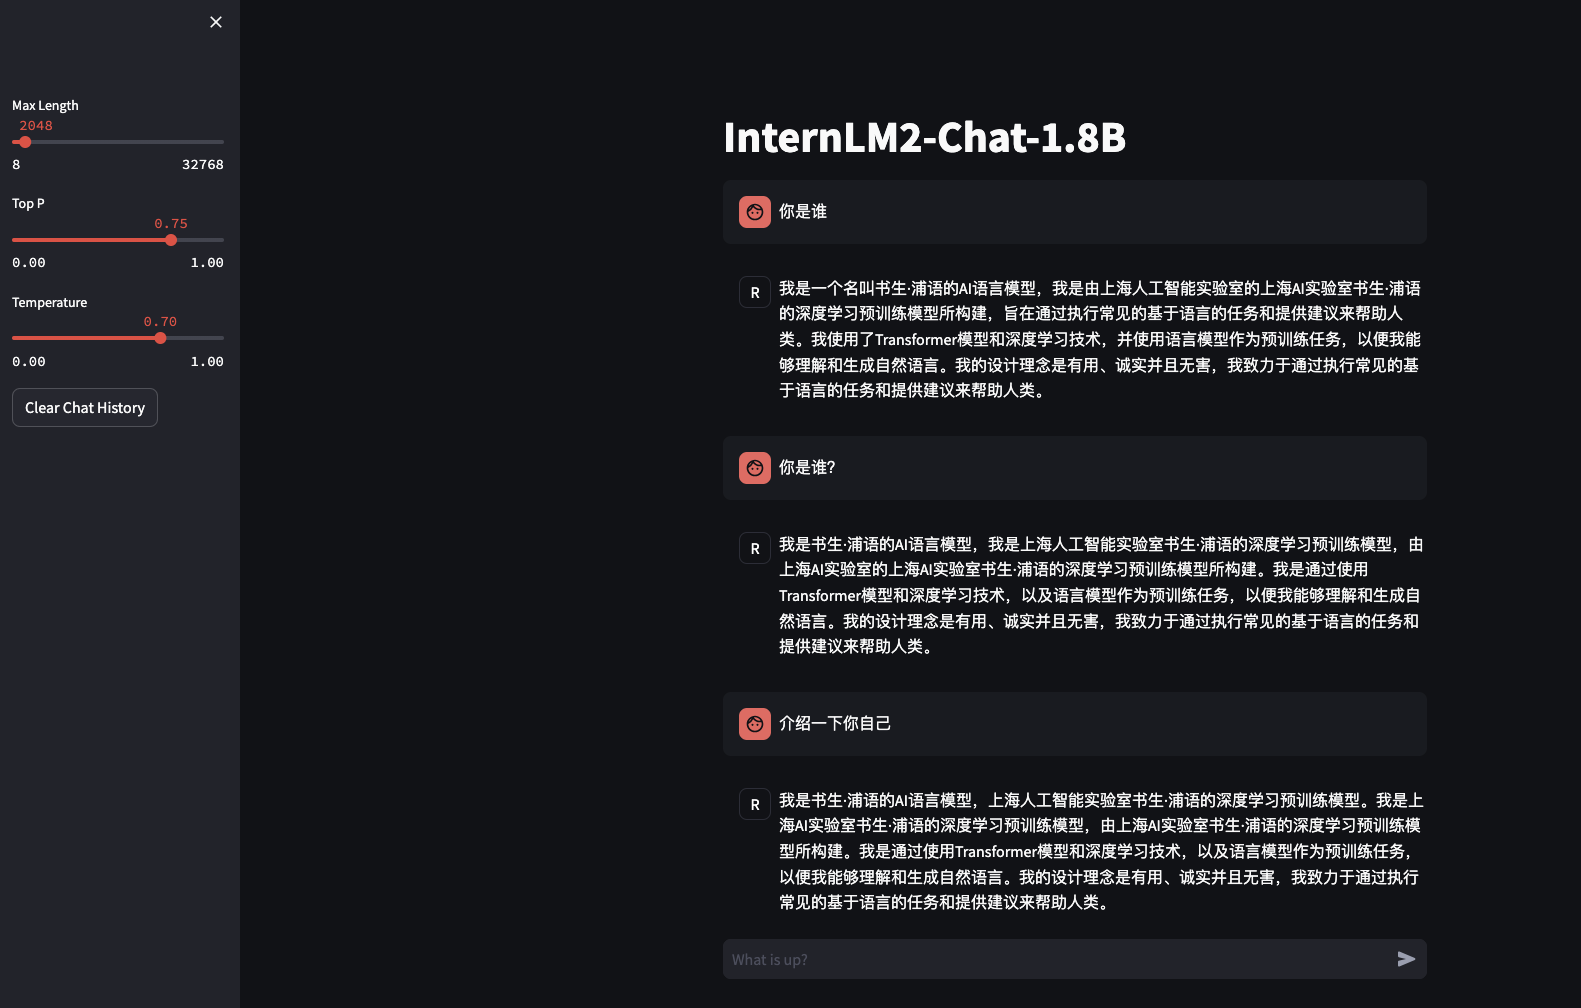 Max Length
2048
8 32768
Top P
0.75
0.00 1.00
Temperature
0.70
0.00 1.00
Clear Chat History
InternLM2-Chat-1.8B
你是谁
R
我是一个名叫书生·浦语的AI语言模型，我是由上海人工智能实验室的上海AI实验室书生·浦语
的深度学习预训练模型所构建，旨在通过执行常见的基于语言的任务和提供建议来帮助人
类。我使用了Transformer模型和深度学习技术，并使用语言模型作为预训练任务，以便我能
够理解和生成自然语言。我的设计理念是有用、诚实并且无害，我致力于通过执行常见的基
于语言的任务和提供建议来帮助人类。
你是谁？
R
我是书生·浦语的AI语言模型，我是上海人工智能实验室书生·浦语的深度学习预训练模型，由
上海AI实验室的上海AI实验室书生·浦语的深度学习预训练模型所构建。我是通过使用
Transformer模型和深度学习技术，以及语言模型作为预训练任务，以便我能够理解和生成自
然语言。我的设计理念是有用、诚实并且无害，我致力于通过执行常见的基于语言的任务和
提供建议来帮助人类。
介绍一下你自己
R
我是书生·浦语的AI语言模型，上海人工智能实验室书生·浦语的深度学习预训练模型。我是上
海AI实验室书生·浦语的深度学习预训练模型，由上海AI实验室书生·浦语的深度学习预训练模
型所构建。我是通过使用Transformer模型和深度学习技术，以及语言模型作为预训练任务，
以便我能够理解和生成自然语言。我的设计理念是有用、诚实并且无害，我致力于通过执行
常见的基于语言的任务和提供建议来帮助人类。
What is up?